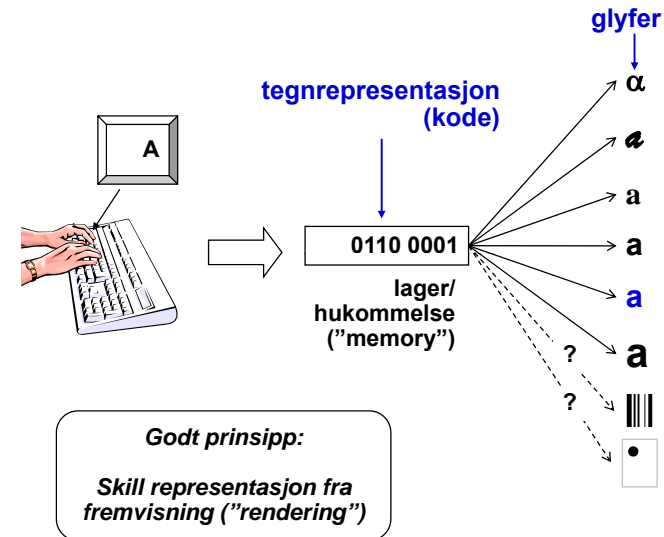 glyfer
tegnrepresentasjon
(kode)
α
A
a
a
0110 0001
a
lager/
hukommelse
("memory")
a
a
?
?
Godt prinsipp:
Skill representasjon fra
fremvisning ("rendering")